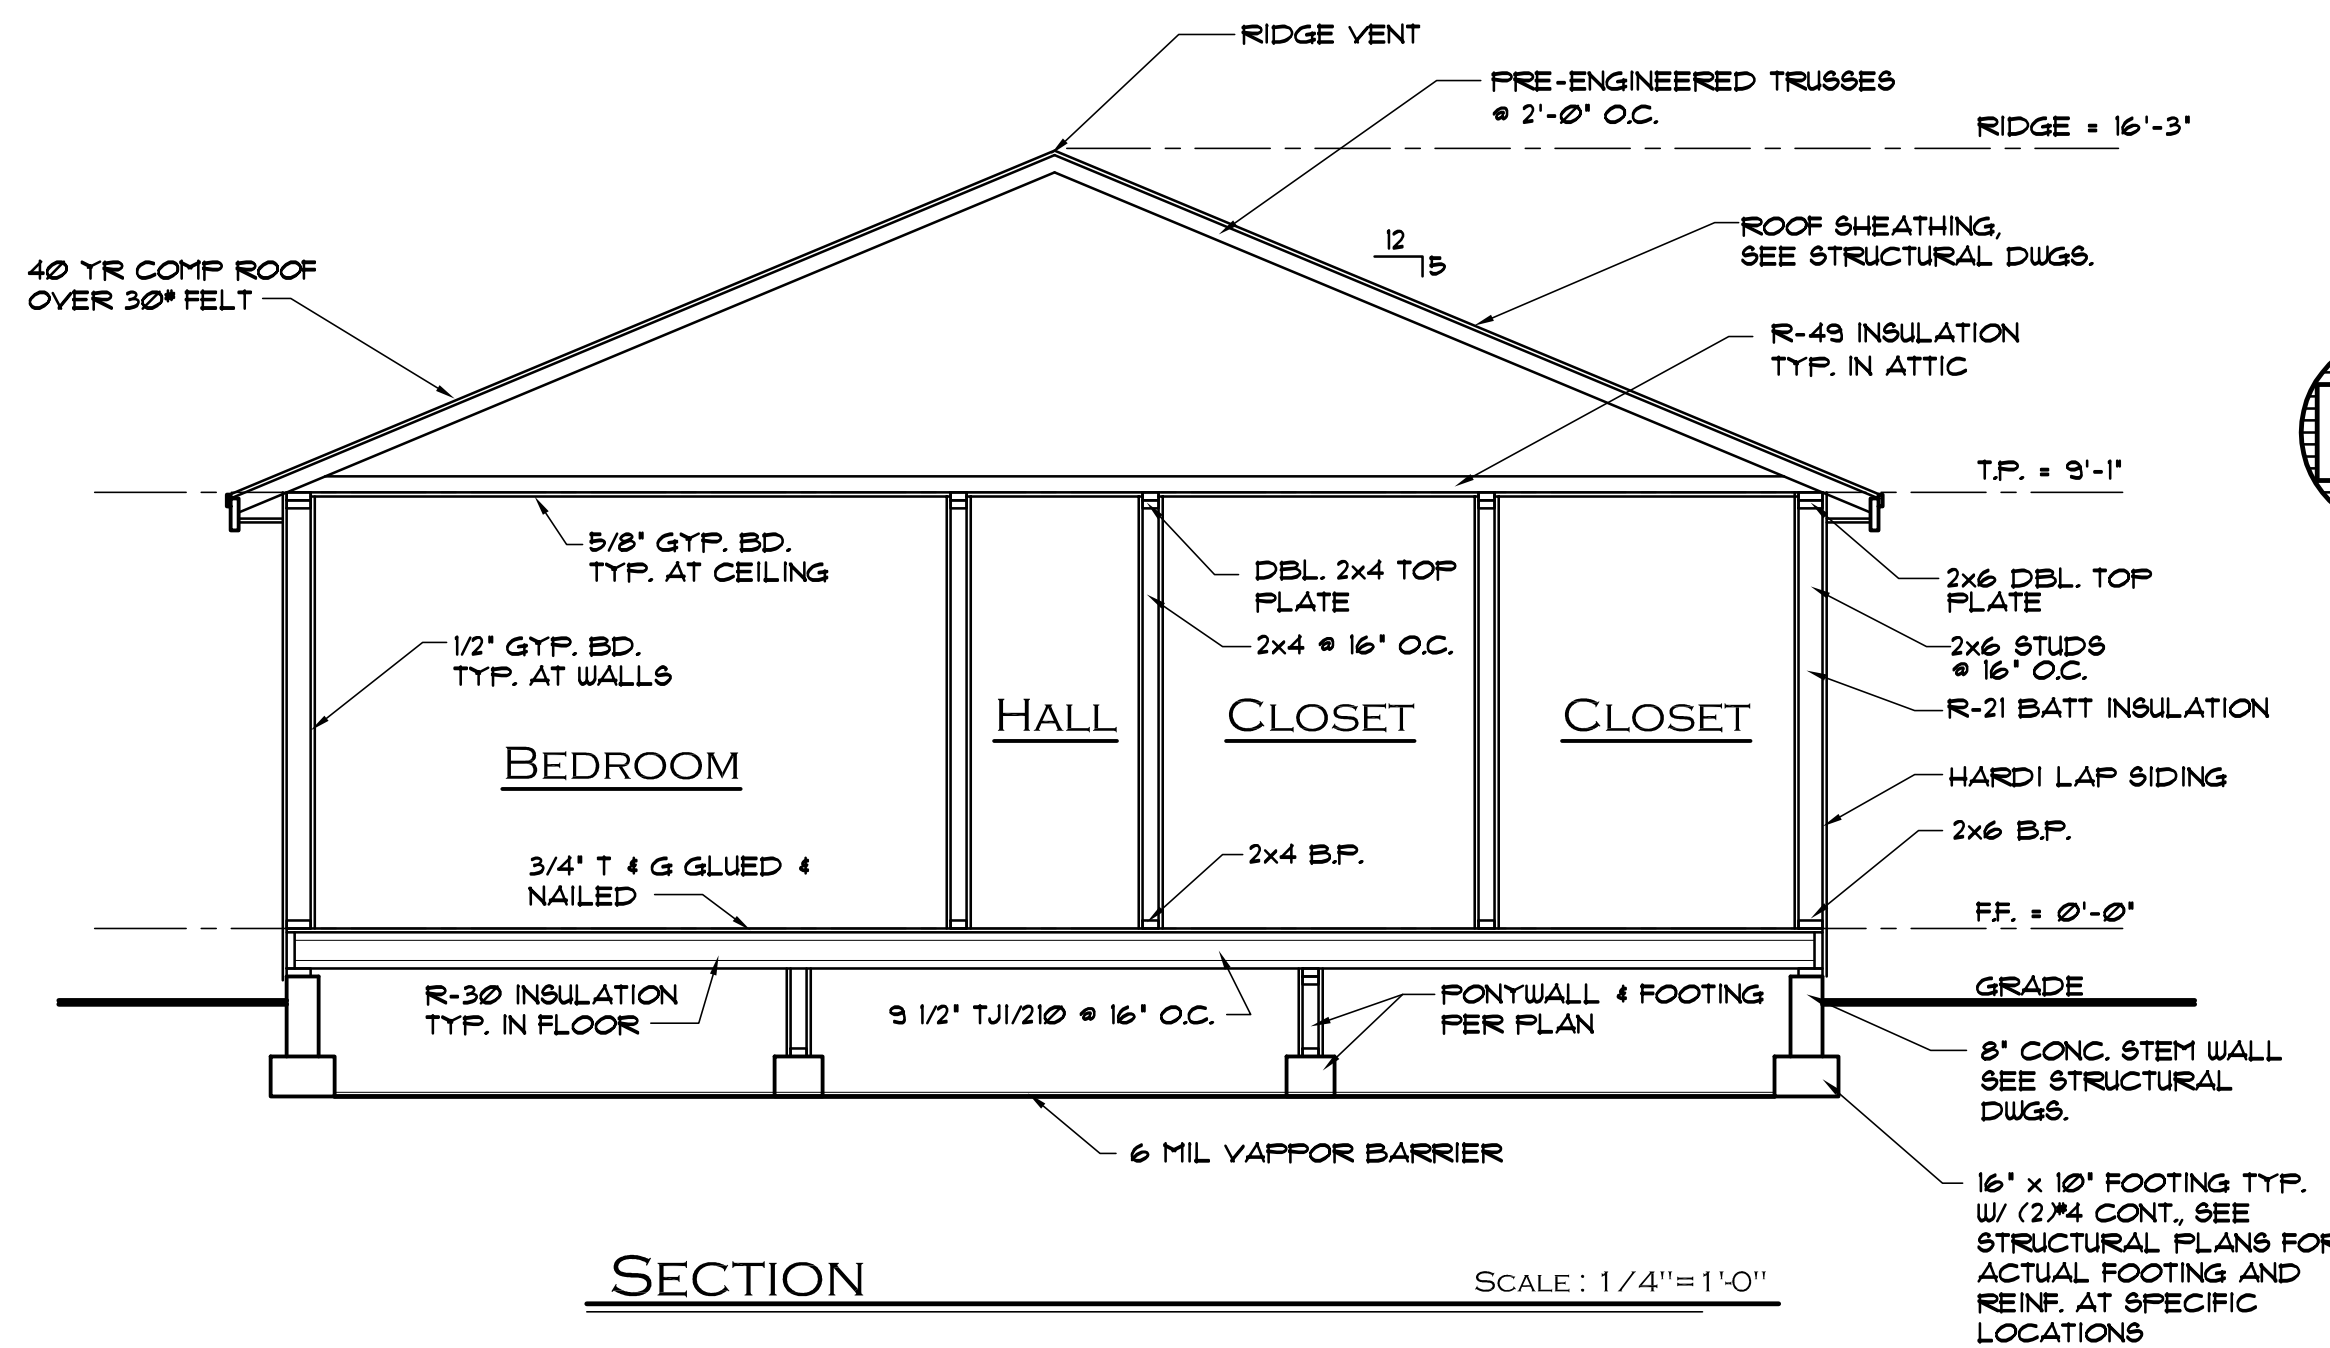 RIDGE VENT
PRE-ENGINEERED TRUSSES
@ 2'-0" O.C.
RIDGE = 16'-3"
ROOF SHEATHING,
SEE STRUCTURAL DWGS.
12
5
40 YR COMP ROOF
OVER 30# FELT
R-49 INSULATION
TYP. IN ATTIC
T.P. = 9'-1"
5/8" GYP. BD.
TYP. AT CEILING
DBL. 2x4 TOP
PLATE
2x6 DBL. TOP
PLATE
1/2" GYP. BD.
TYP. AT WALLS
2x4 @ 16" O.C.
2x6 STUDS
@ 16" O.C.
R-21 BATT INSULATION
BEDROOM
HALL
CLOSET
CLOSET
HARDI LAP SIDING
2x6 B.P.
3/4" T & G GLUED &
NAILED
2x4 B.P.
F.F. = 0'-0"
R-30 INSULATION
TYP. IN FLOOR
9 1/2" TJI/210 @ 16" O.C.
PONYWALL & FOOTING
PER PLAN
GRADE
8" CONC. STEM WALL
SEE STRUCTURAL
DWGS.
6 MIL VAPPOR BARRIER
16" x 10" FOOTING TYP.
W/ (2)#4 CONT., SEE
STRUCTURAL PLANS FOR
ACTUAL FOOTING AND
REINF. AT SPECIFIC
LOCATIONS
SECTION
SCALE : 1/4"=1'-0"